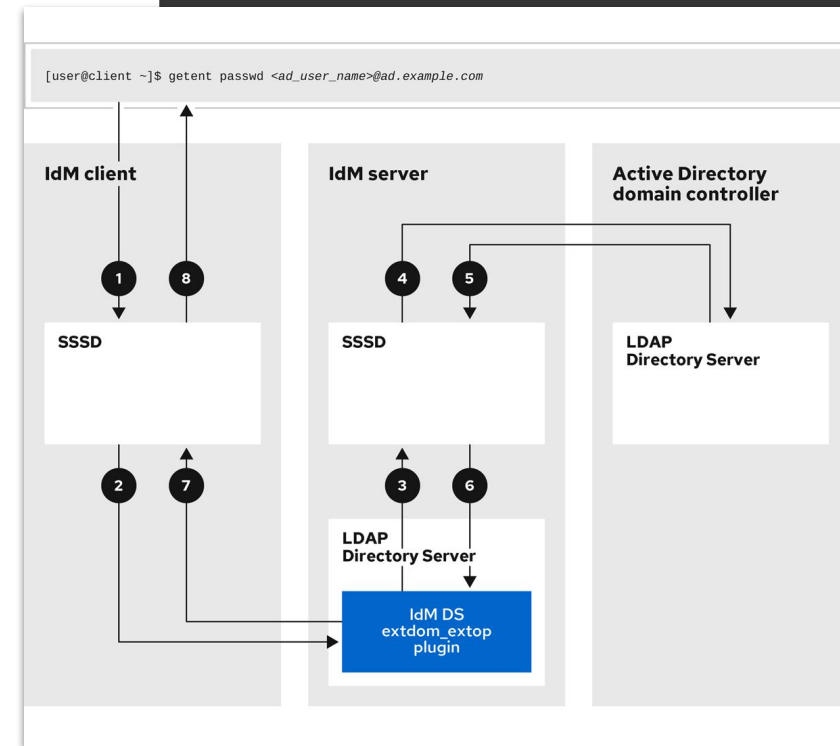 [user@client ~]$ getent passwd <ad_user_name>@ad.example.com
IdM client
IdM server
Active Directory
domain controller
1
8
4
5
SSSD
SSSD
LDAP
Directory Server
2
7
3
6
LDAP
Directory Server
IdM DS
extdom_extop
plugin